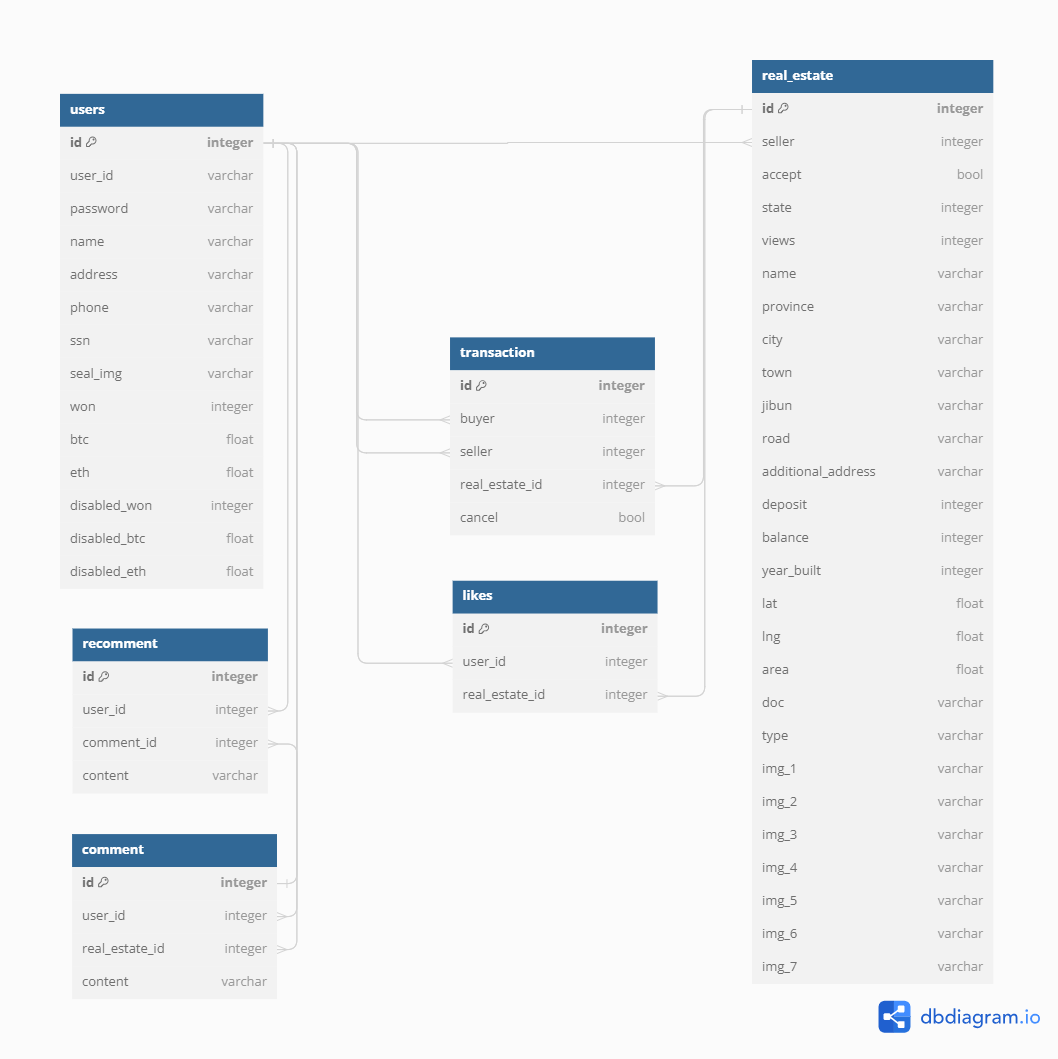 users
id integer
user_id varchar
password varchar
name varchar
address varchar
phone varchar
ssn varchar
seal_img varchar
won integer
btc float
eth float
disabled_won integer
disabled_btc float
disabled_eth float
recomment
id integer
user_id integer
comment_id integer
content varchar
comment
id integer
user_id integer
real_estate_id integer
content varchar
transaction
id integer
buyer integer
seller integer
real_estate_id integer
cancel bool
likes
id integer
user_id integer
real_estate_id integer
real_estate
id integer
seller integer
accept bool
state integer
views integer
name varchar
province varchar
city varchar
town varchar
jibun varchar
road varchar
additional_address varchar
deposit integer
balance integer
year_built integer
lat float
lng float
area float
doc varchar
type varchar
img_1 varchar
img_2 varchar
img_3 varchar
img_4 varchar
img_5 varchar
img_6 varchar
img_7 varchar
dbdiagram.io